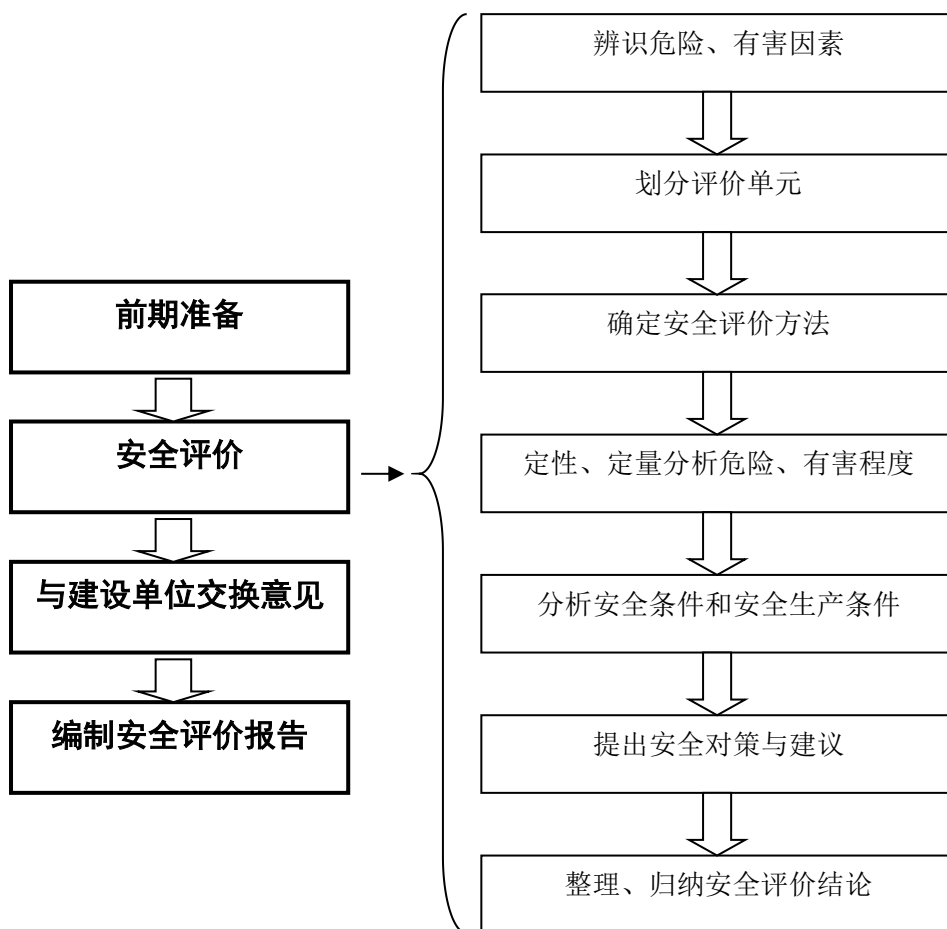 前期准备
安全评价
与建设单位交换意见
编制安全评价报告
辨识危险、有害因素
划分评价单元
确定安全评价方法
定性、定量分析危险、有害程度
分析安全条件和安全生产条件
提出安全对策与建议
整理、归纳安全评价结论